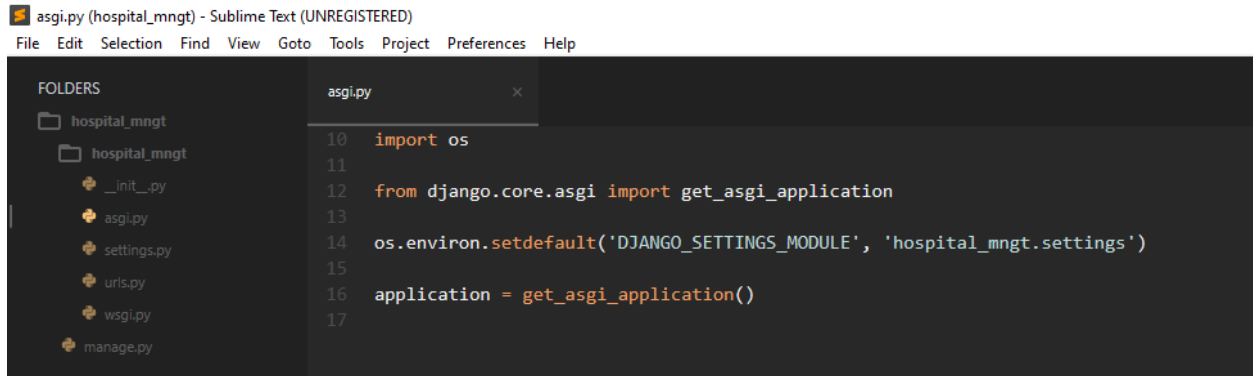 asgi.py (hospital_mngt) - Sublime Text (UNREGISTERED)
File Edit Selection Find View Goto Tools Project Preferences Help
FOLDERS
hospital_mngt
hospital_mngt
__init__.py
asgi.py
settings.py
urls.py
wsgi.py
manage.py
asgi.py ×
10 import os
11
12 from django.core.asgi import get_asgi_application
13
14 os.environ.setdefault('DJANGO_SETTINGS_MODULE', 'hospital_mngt.settings')
15
16 application = get_asgi_application()
17